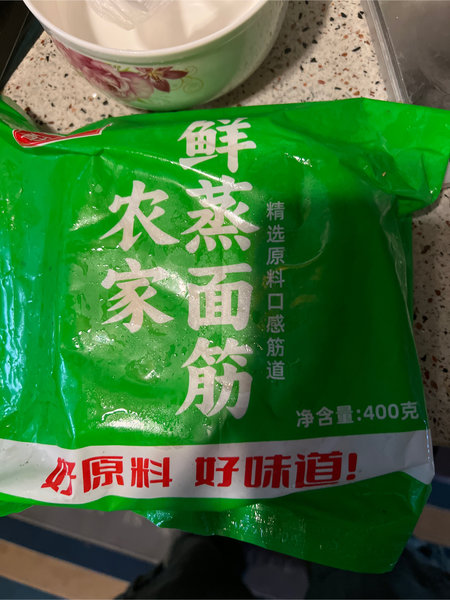 鲜蒸面筋
农家
精选原料口感筋道
净含量:400克
好原料 好味道!